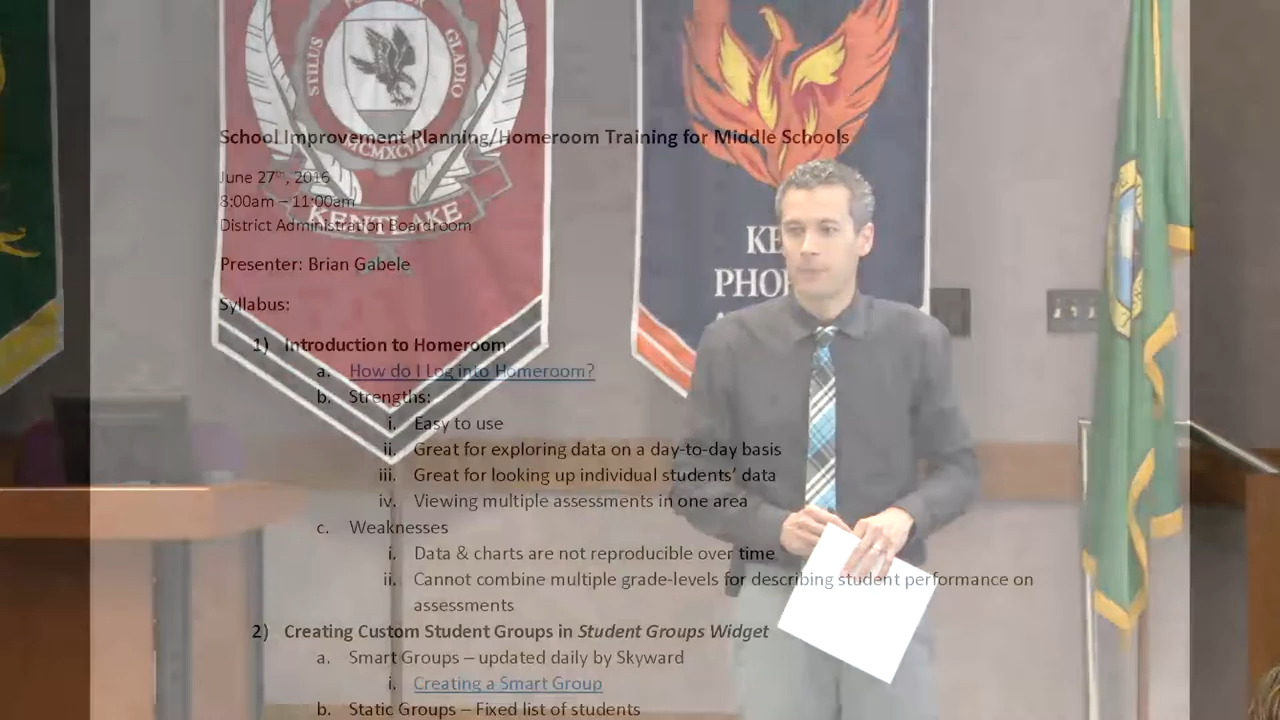 FOR
STILUS
GLADIO
MCMXCVII
KENTLAKE
KE
PHO
School Improvement Planning/Homeroom Training for Middle Schools
June 27th, 2016
8:00am – 11:00am
District Administration Boardroom
Presenter: Brian Gabele
Syllabus:
1) Introduction to Homeroom
a. How do I Log into Homeroom?
b. Strengths:
i. Easy to use
ii. Great for exploring data on a day-to-day basis
iii. Great for looking up individual students’ data
iv. Viewing multiple assessments in one area
c. Weaknesses
i. Data & charts are not reproducible over time
ii. Cannot combine multiple grade-levels for describing student performance on
assessments
2) Creating Custom Student Groups in Student Groups Widget
a. Smart Groups – updated daily by Skyward
i. Creating a Smart Group
b. Static Groups – Fixed list of students